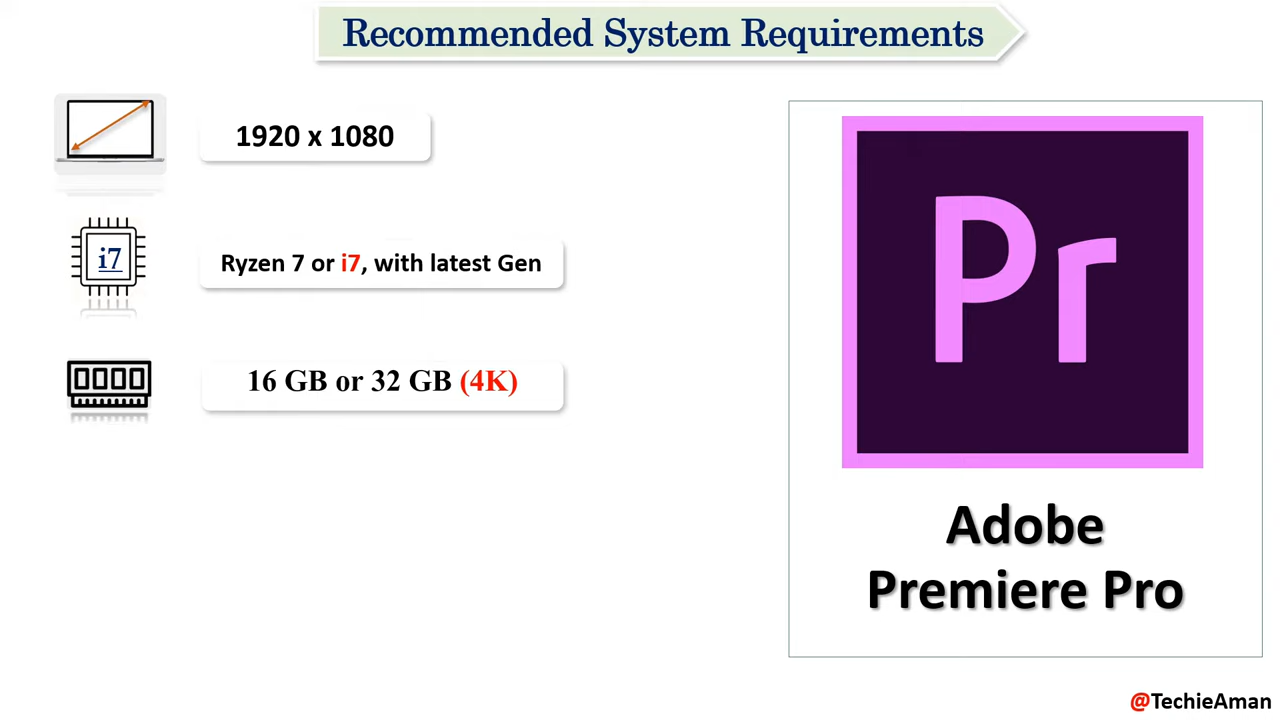 Recommended System Requirements
1920 x 1080
i7
Ryzen 7 or i7, with latest Gen
16 GB or 32 GB (4K)
Pr
Adobe
Premiere Pro
@TechieAman